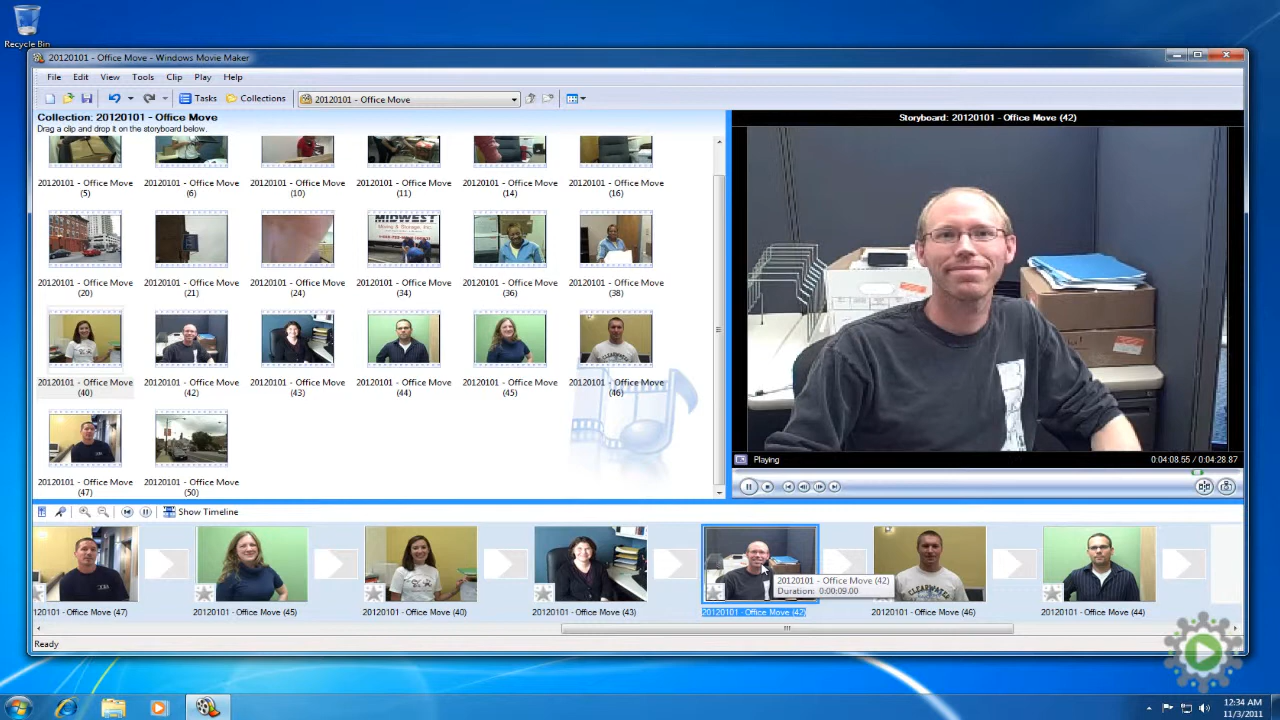 Recycle Bin
20120101 - Office Move - Windows Movie Maker
File Edit View Tools Clip Play Help
Tasks Collections 20120101 - Office Move
Collection: 20120101 - Office Move
Drag a clip and drop it on the storyboard below.
Storyboard: 20120101 - Office Move (42)
20120101 - Office Move (5)
20120101 - Office Move (6)
20120101 - Office Move (10)
20120101 - Office Move (11)
20120101 - Office Move (14)
20120101 - Office Move (16)
MIDWEST
20120101 - Office Move (20)
20120101 - Office Move (21)
20120101 - Office Move (24)
20120101 - Office Move (34)
20120101 - Office Move (36)
20120101 - Office Move (38)
20120101 - Office Move (40)
20120101 - Office Move (42)
20120101 - Office Move (43)
20120101 - Office Move (44)
20120101 - Office Move (45)
20120101 - Office Move (46)
20120101 - Office Move (47)
20120101 - Office Move (50)
Playing
0:04:08.55 / 0:04:28.87
Show Timeline
CLEARWATER
20120101 - Office Move (42)
Duration: 0:00:09.00
20120101 - Office Move (47)
20120101 - Office Move (45)
20120101 - Office Move (40)
20120101 - Office Move (43)
20120101 - Office Move (42)
20120101 - Office Move (46)
20120101 - Office Move (44)
Ready
12:34 AM
11/3/2011